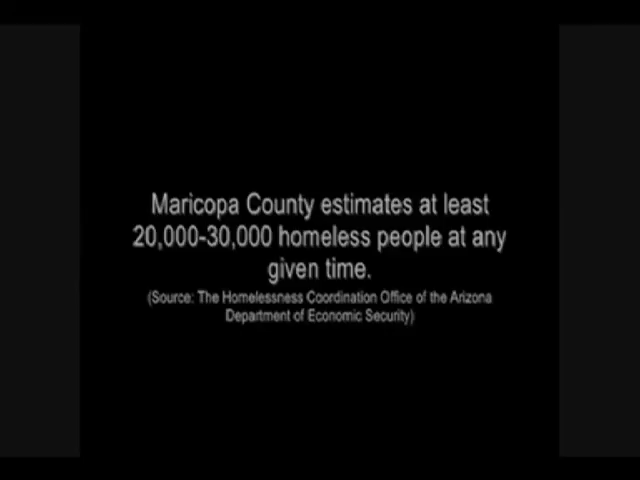 Maricopa County estimates at least
20,000-30,000 homeless people at any
given time.
(Source: The Homelessness Coordination Office of the Arizona
Department of Economic Security)